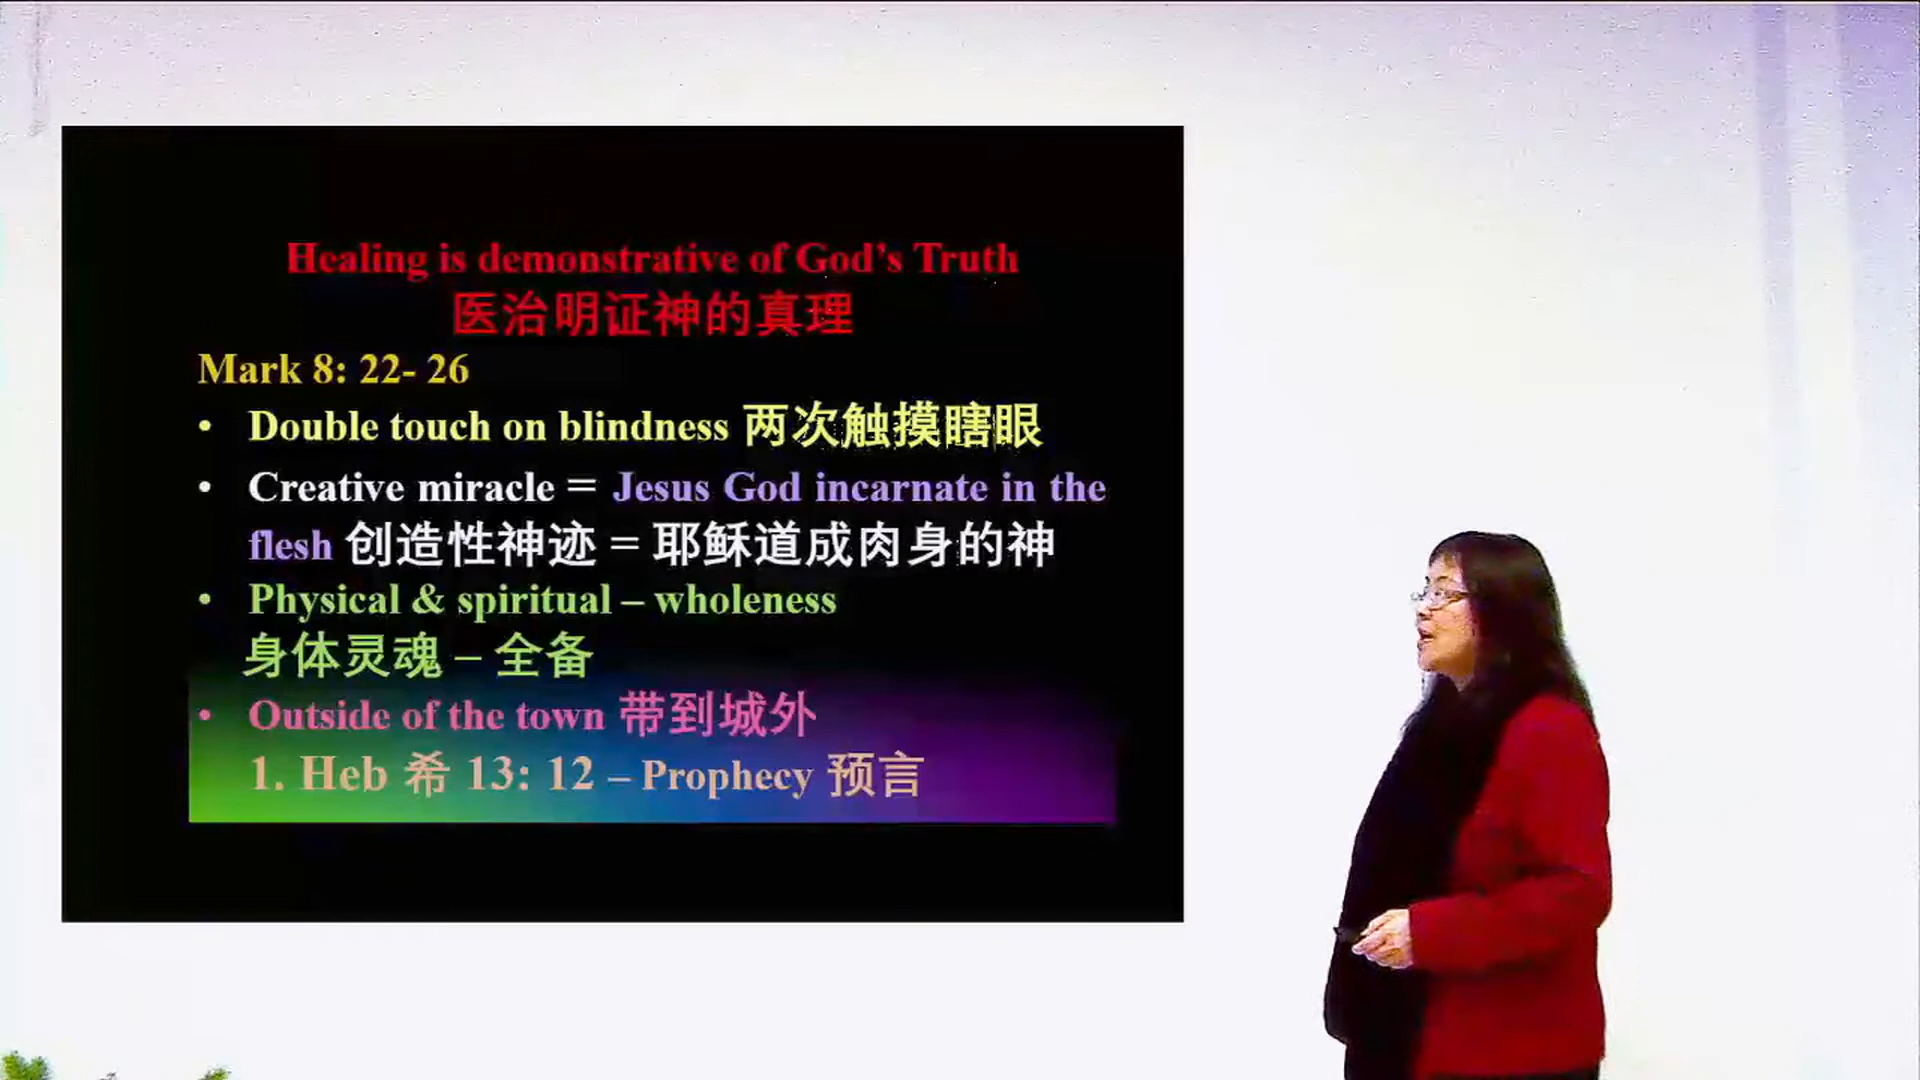 Healing is demonstrative of God's Truth
医治明证神的真理
Mark 8: 22- 26
• Double touch on blindness 两次触摸瞎眼
• Creative miracle = Jesus God incarnate in the
flesh 创造性神迹 = 耶稣道成肉身的神
• Physical & spiritual – wholeness
身体灵魂 – 全备
• Outside of the town 带到城外
1. Heb 希 13: 12 – Prophecy 预言